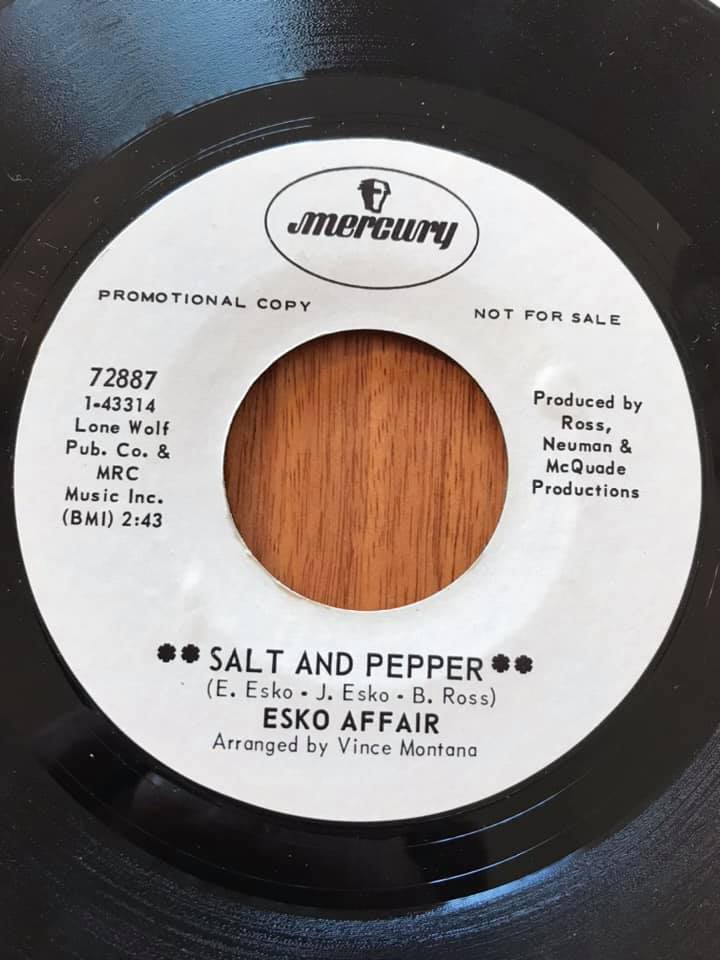 mercury
PROMOTIONAL COPY
NOT FOR SALE
72887
1-43314
Lone Wolf
Pub. Co. &
MRC
Music Inc.
(BMI) 2:43
Produced by
Ross,
Neuman &
McQuade
Productions
** SALT AND PEPPER **
(E. Esko - J. Esko - B. Ross)
ESKO AFFAIR
Arranged by Vince Montana